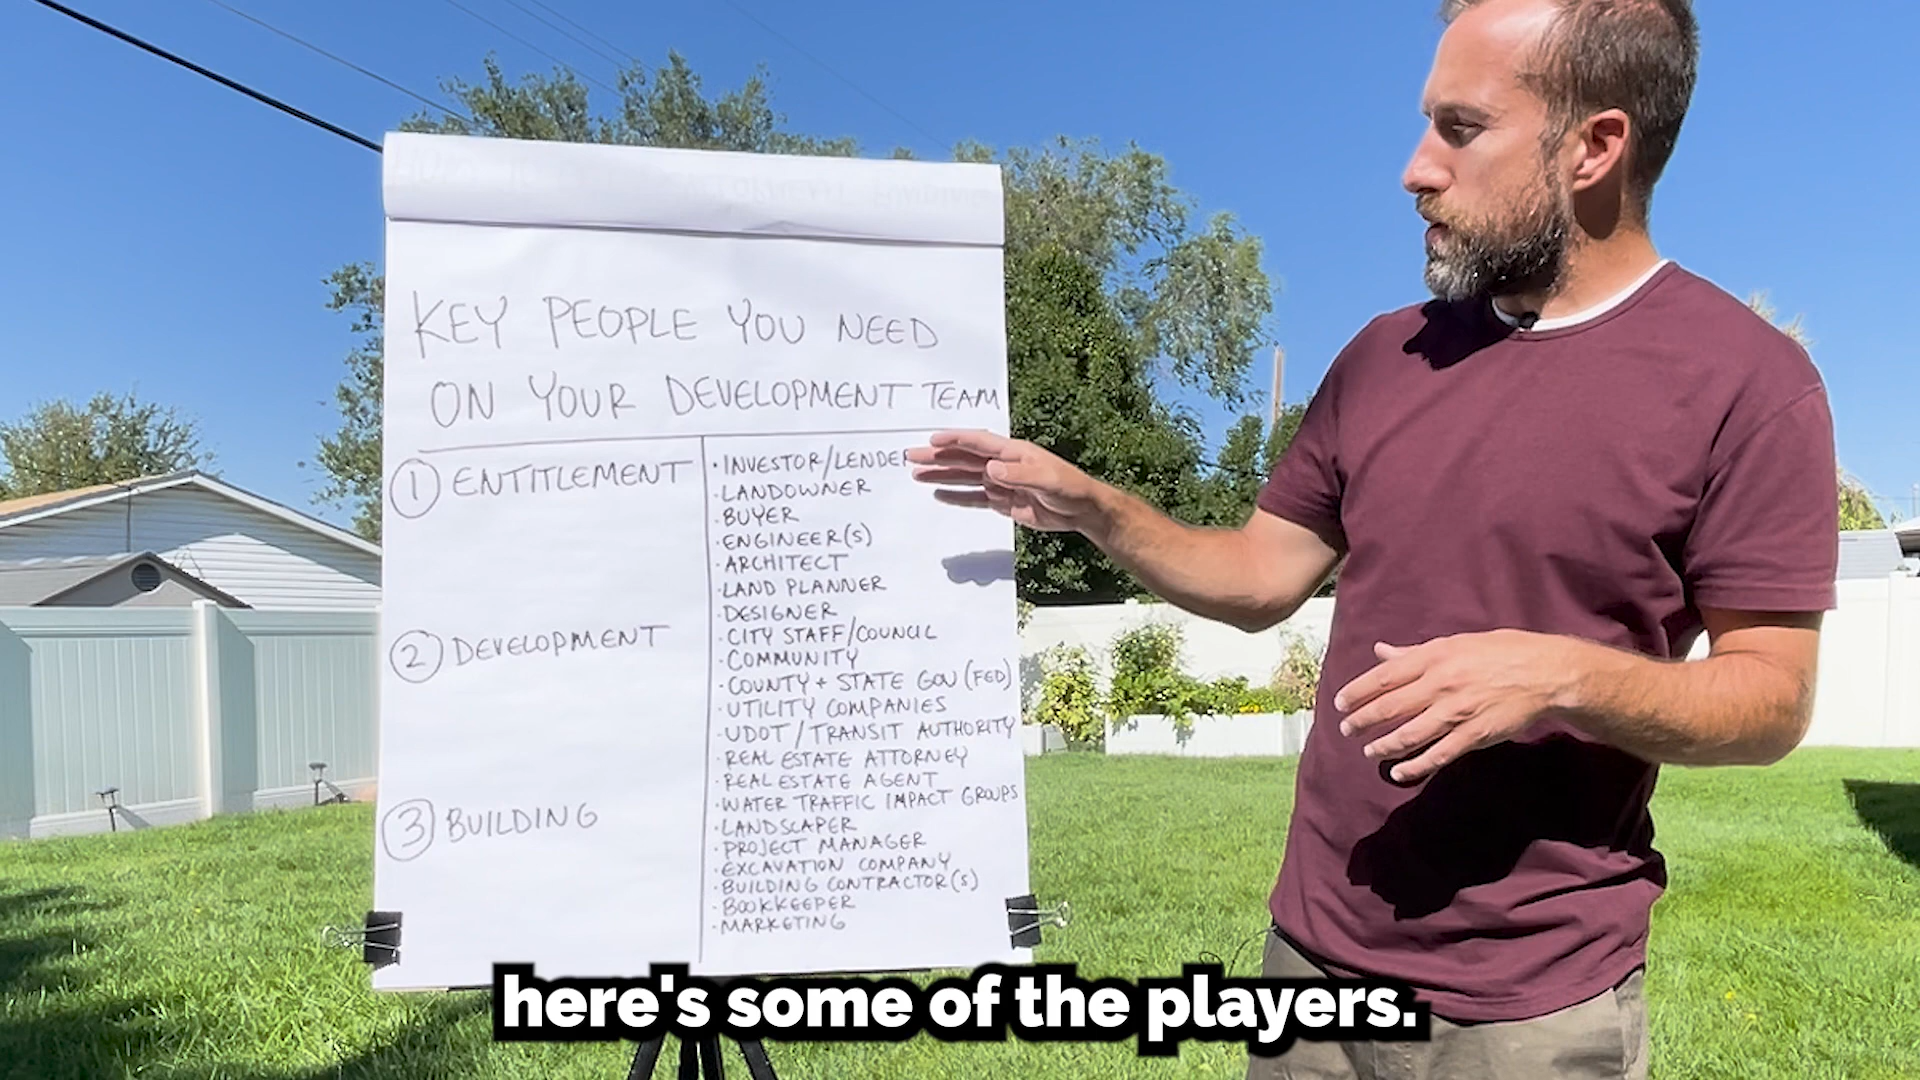 KEY PEOPLE YOU NEED
ON YOUR DEVELOPMENT TEAM
1 ENTITLEMENT
2 DEVELOPMENT
3 BUILDING
· INVESTOR/LENDER
· LANDOWNER
· BUYER
· ENGINEER(S)
· ARCHITECT
· LAND PLANNER
· DESIGNER
· CITY STAFF/COUNCIL
· COMMUNITY
· COUNTY + STATE GOV (FED)
· UTILITY COMPANIES
· UDOT / TRANSIT AUTHORITY
· REAL ESTATE ATTORNEY
· REAL ESTATE AGENT
· WATER TRAFFIC IMPACT GROUPS
· LANDSCAPER
· PROJECT MANAGER
· EXCAVATION COMPANY
· BUILDING CONTRACTOR(S)
· BOOKKEEPER
· MARKETING
here's some of the players.